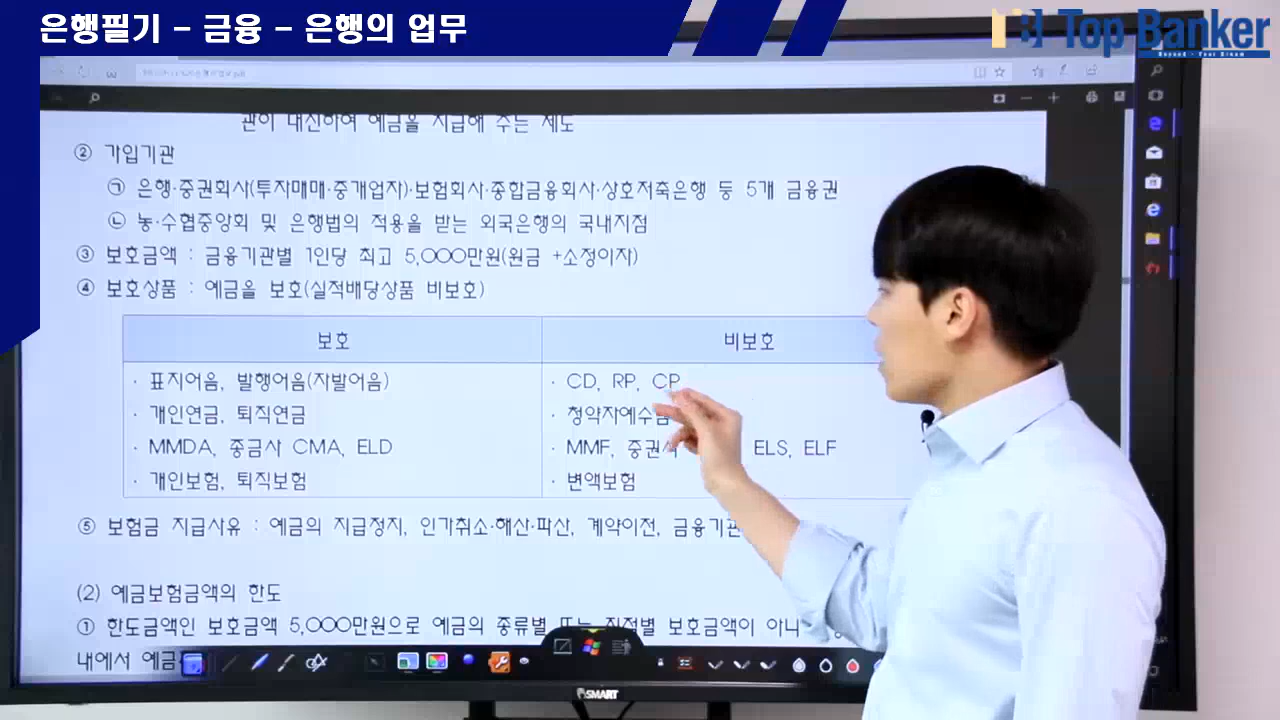 은행필기 – 금융 – 은행의 업무
Top Banker
Beyond - Your Dream
관이 대신하여 예금을 지급해 주는 제도
② 가입기관
㉠ 은행·증권회사(투자매매·중개업자)·보험회사·종합금융회사·상호저축은행 등 5개 금융권
㉡ 농·수협중앙회 및 은행법의 적용을 받는 외국은행의 국내지점
③ 보호금액 : 금융기관별 1인당 최고 5,000만원(원금 +소정이자)
④ 보호상품 : 예금을 보호(실적배당상품 비보호)
보호 비보호
· 표지어음, 발행어음(자발어음) · CD, RP, CP
· 개인연금, 퇴직연금 · 청약자예수금
· MMDA, 종금사 CMA, ELD · MMF, 증권사 ELS, ELF
· 개인보험, 퇴직보험 · 변액보험
⑤ 보험금 지급사유 : 예금의 지급정지, 인가취소·해산·파산, 계약이전, 금융기관
(2) 예금보험금액의 한도
① 한도금액인 보호금액 5,000만원으로 예금의 종류별 또는 지점별 보호금액이 아니
내에서 예금
SMART